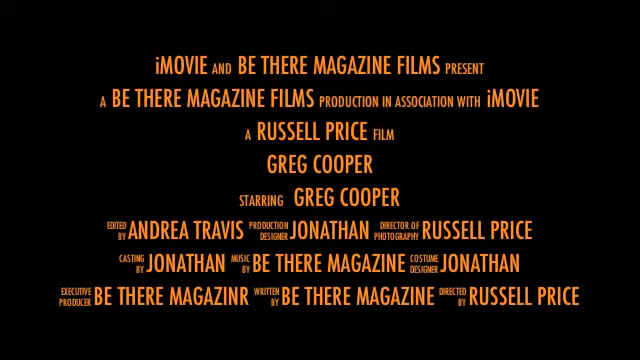 iMOVIE AND BE THERE MAGAZINE FILMS PRESENT
A BE THERE MAGAZINE FILMS PRODUCTION IN ASSOCIATION WITH iMOVIE
A RUSSELL PRICE FILM
GREG COOPER
STARRING GREG COOPER
EDITED BY ANDREA TRAVIS PRODUCTION DESIGNER JONATHAN DIRECTOR OF PHOTOGRAPHY RUSSELL PRICE
CASTING BY JONATHAN MUSIC BY BE THERE MAGAZINE COSTUME DESIGNER JONATHAN
EXECUTIVE PRODUCER BE THERE MAGAZINR WRITTEN BY BE THERE MAGAZINE DIRECTED BY RUSSELL PRICE